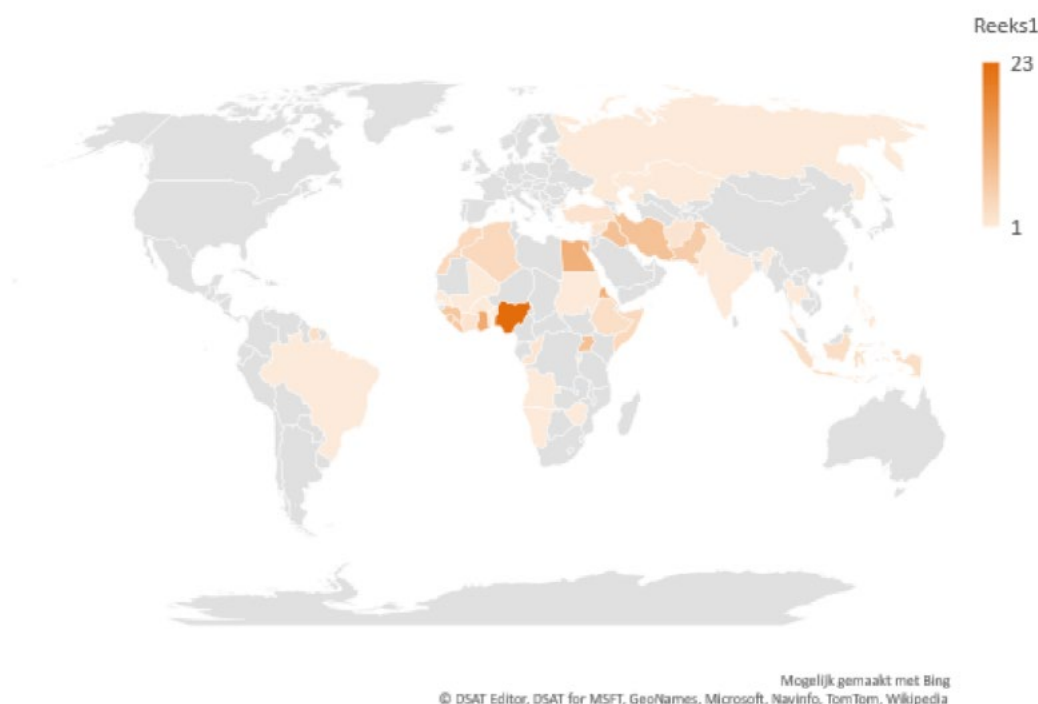 Reeks1
23
1
Mogelijk gemaakt met Bing
© DSAT Editor, DSAT for MSFT, GeoNames, Microsoft, Navinfo, TomTom, Wikipedia